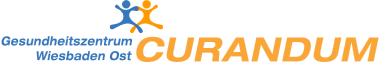 Gesundheitszentrum
Wiesbaden Ost
CURANDUM